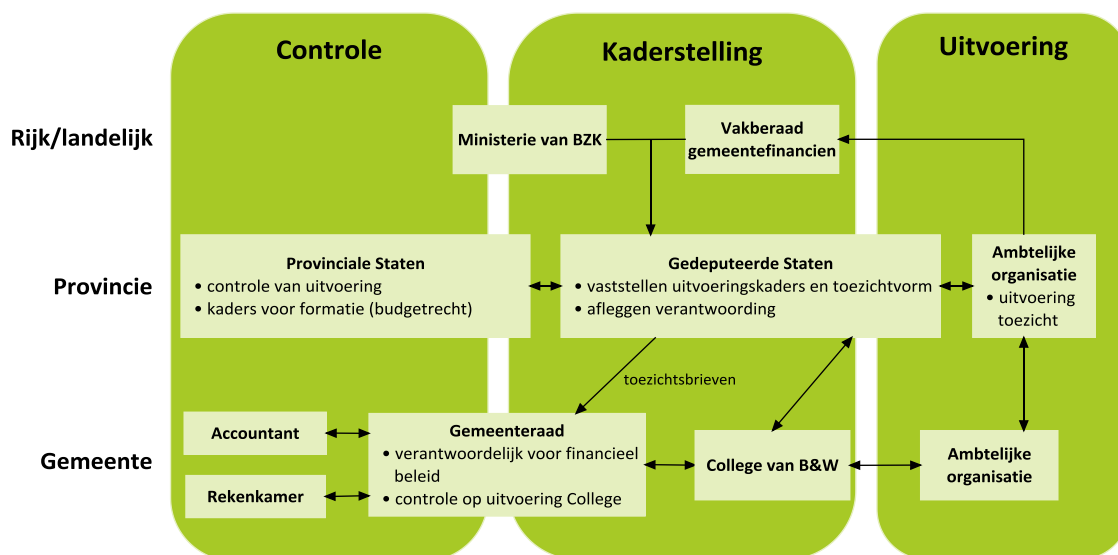 Controle
Kaderstelling
Uitvoering
Rijk/landelijk
Ministerie van BZK
Vakberaad
gemeentefinancien
Provincie
Provinciale Staten
• controle van uitvoering
• kaders voor formatie (budgetrecht)
Gedeputeerde Staten
• vaststellen uitvoeringskaders en toezichtvorm
• afleggen verantwoording
Ambtelijke
organisatie
• uitvoering
toezicht
toezichtsbrieven
Gemeente
Accountant
Rekenkamer
Gemeenteraad
• verantwoordelijk voor financieel
beleid
• controle op uitvoering College
College van B&W
Ambtelijke
organisatie